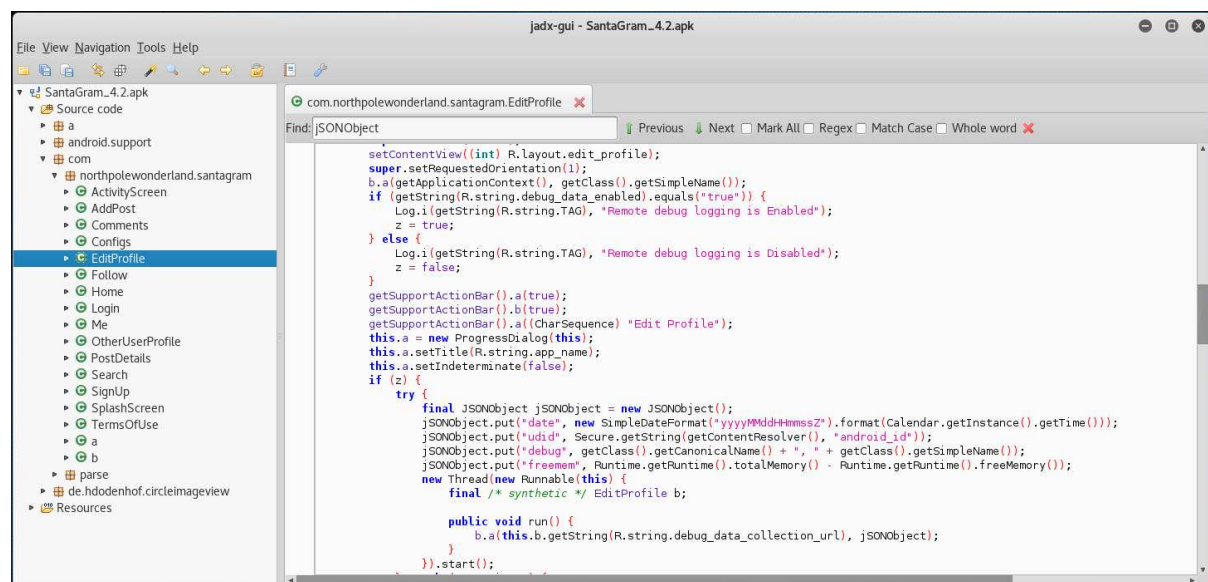 jadx-gui - SantaGram_4.2.apk
File View Navigation Tools Help
SantaGram_4.2.apk
Source code
a
android.support
com
northpolewonderland.santagram
ActivityScreen
AddPost
Comments
Configs
EditProfile
Follow
Home
Login
Me
OtherUserProfile
PostDetails
Search
SignUp
SplashScreen
TermsOfUse
a
b
parse
de.hdodenhof.circleimageview
Resources
com.northpolewonderland.santagram.EditProfile
Find: jSONObject Previous Next Mark All Regex Match Case Whole word
setContentView((int) R.layout.edit_profile);
super.setRequestedOrientation(1);
b.a(getApplicationContext(), getClass().getSimpleName());
if (getString(R.string.debug_data_enabled).equals("true")) {
Log.i(getString(R.string.TAG), "Remote debug logging is Enabled");
z = true;
} else {
Log.i(getString(R.string.TAG), "Remote debug logging is Disabled");
z = false;
}
getSupportActionBar().a(true);
getSupportActionBar().b(true);
getSupportActionBar().a((CharSequence) "Edit Profile");
this.a = new ProgressDialog(this);
this.a.setTitle(R.string.app_name);
this.a.setIndeterminate(false);
if (z) {
try {
final JSONObject jSONObject = new JSONObject();
jSONObject.put("date", new SimpleDateFormat("yyyyMMddHHmmssZ").format(Calendar.getInstance().getTime()));
jSONObject.put("udid", Secure.getString(getContentResolver(), "android_id"));
jSONObject.put("debug", getClass().getCanonicalName() + ", " + getClass().getSimpleName());
jSONObject.put("freemem", Runtime.getRuntime().totalMemory() - Runtime.getRuntime().freeMemory());
new Thread(new Runnable(this) {
final /* synthetic */ EditProfile b;
public void run() {
b.a(this.b.getString(R.string.debug_data_collection_url), jSONObject);
}
}).start();